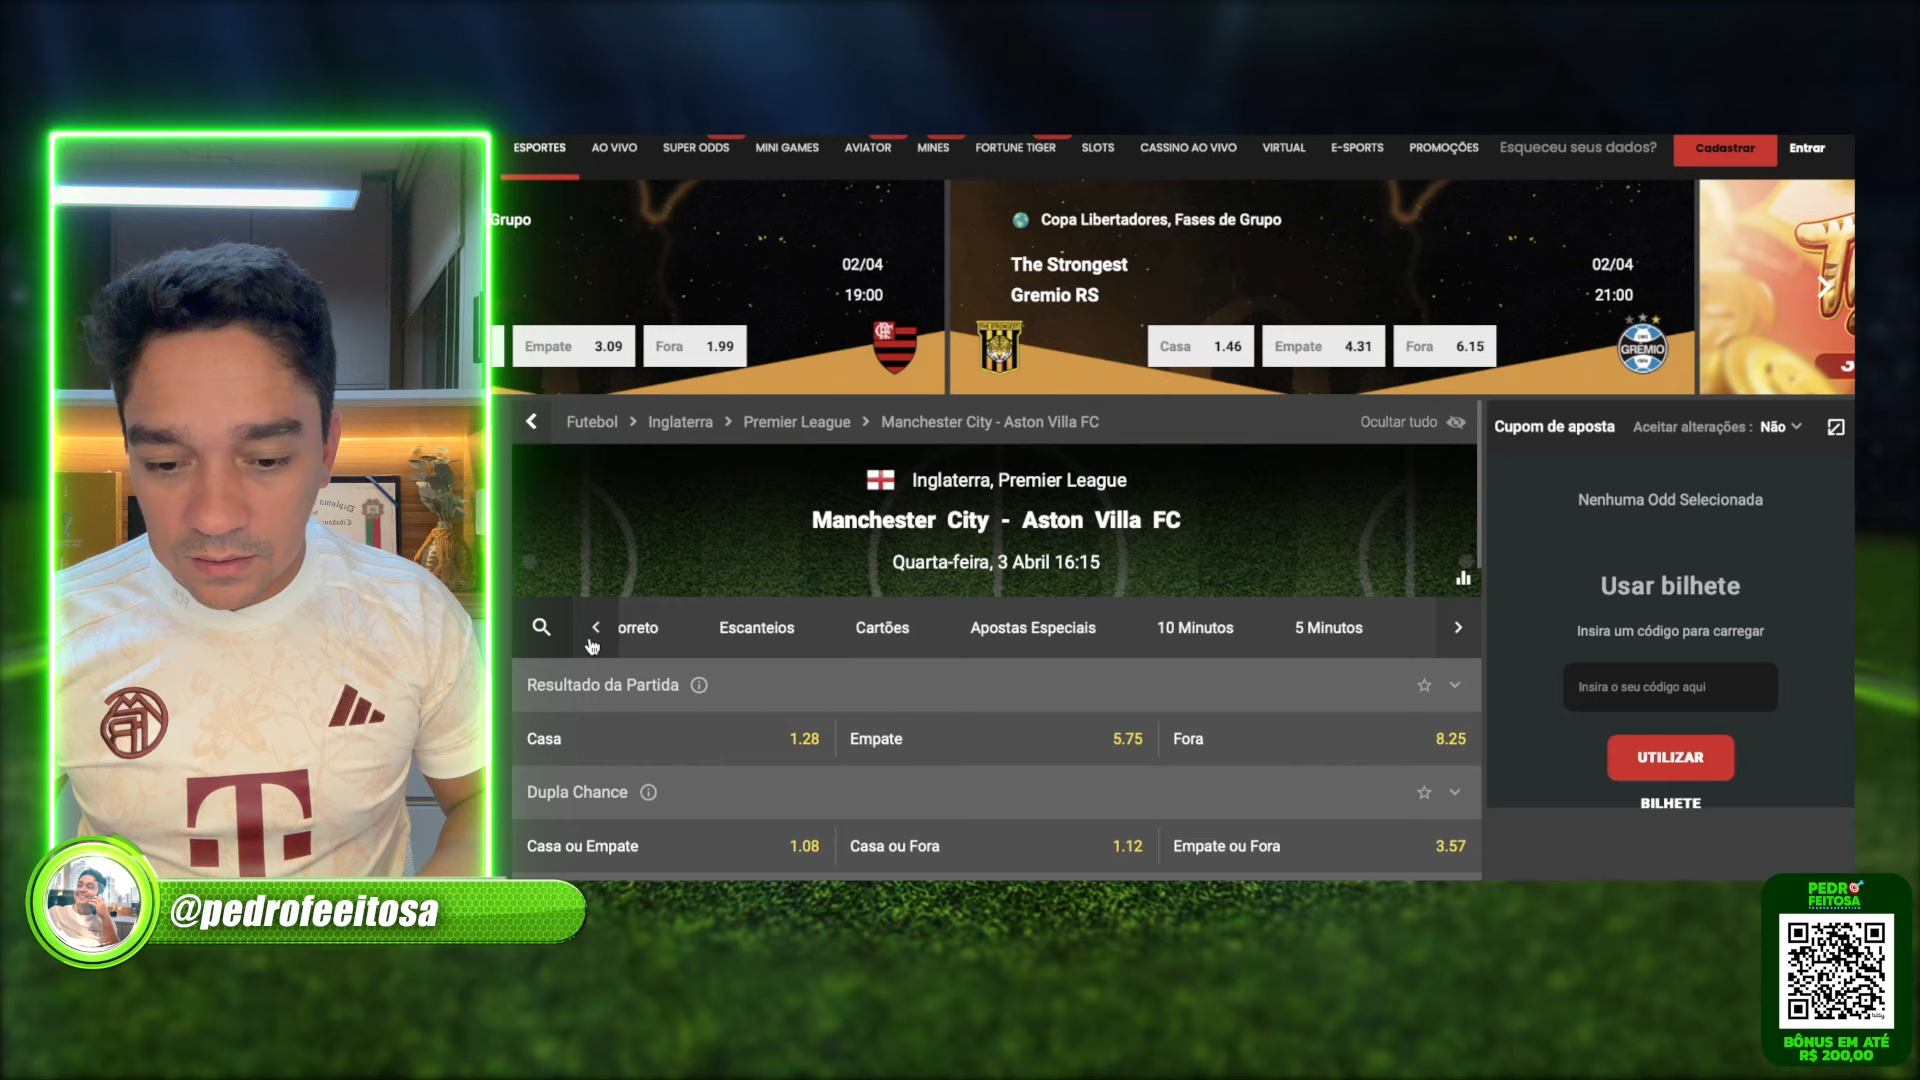 ESPORTES AO VIVO SUPER ODDS MINI GAMES AVIATOR MINES FORTUNE TIGER SLOTS CASSINO AO VIVO VIRTUAL E-SPORTS PROMOÇÕES Esqueceu seus dados? Cadastrar Entrar
Grupo
02/04
19:00
Empate 3.09 Fora 1.99
Copa Libertadores, Fases de Grupo
The Strongest 02/04
Gremio RS 21:00
Casa 1.46 Empate 4.31 Fora 6.15
THE STRONGEST
GRÊMIO
Futebol > Inglaterra > Premier League > Manchester City - Aston Villa FC Ocultar tudo
Inglaterra, Premier League
Manchester City - Aston Villa FC
Quarta-feira, 3 Abril 16:15
orreto Escanteios Cartões Apostas Especiais 10 Minutos 5 Minutos
Resultado da Partida
Casa 1.28 Empate 5.75 Fora 8.25
Dupla Chance
Casa ou Empate 1.08 Casa ou Fora 1.12 Empate ou Fora 3.57
Cupom de aposta Aceitar alterações : Não
Nenhuma Odd Selecionada
Usar bilhete
Insira um código para carregar
Insira o seu código aqui
UTILIZAR
BILHETE
T
@pedrofeeitosa
PEDRO
FEITOSA
BÔNUS EM ATÉ
R$ 200,00